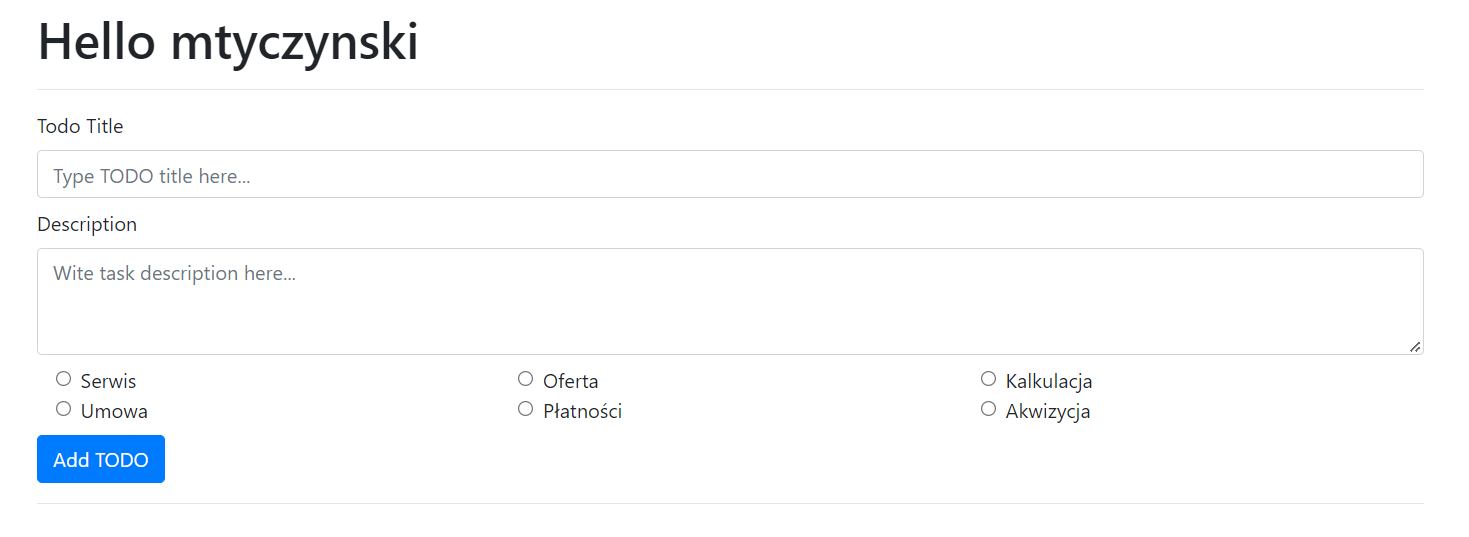 Hello mtyczynski
Todo Title
Type TODO title here...
Description
Wite task description here...
Serwis Oferta Kalkulacja
Umowa Płatności Akwizycja
Add TODO